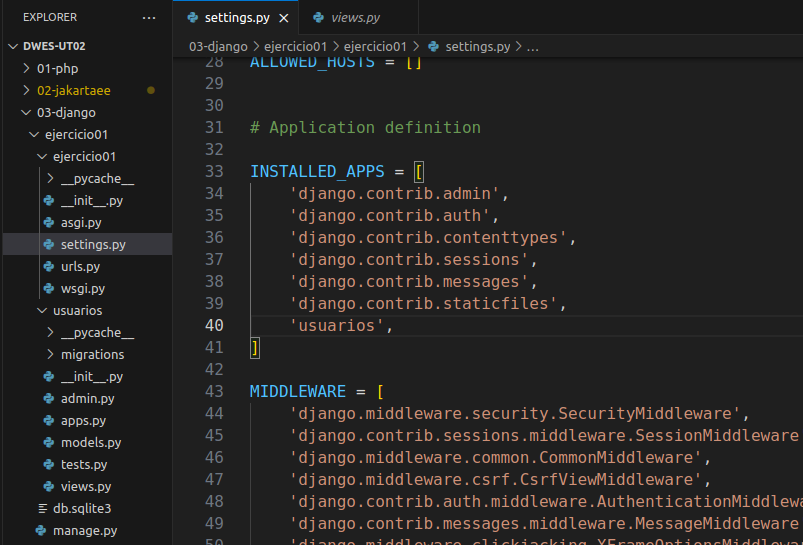 EXPLORER ...
DWES-UT02
01-php
02-jakartaee
03-django
ejercicio01
ejercicio01
__pycache__
__init__.py
asgi.py
settings.py
urls.py
wsgi.py
usuarios
__pycache__
migrations
__init__.py
admin.py
apps.py
models.py
tests.py
views.py
db.sqlite3
manage.py
settings.py
views.py
03-django > ejercicio01 > ejercicio01 > settings.py > ...
28 ALLOWED_HOSTS = []
29
30
31 # Application definition
32
33 INSTALLED_APPS = [
34 'django.contrib.admin',
35 'django.contrib.auth',
36 'django.contrib.contenttypes',
37 'django.contrib.sessions',
38 'django.contrib.messages',
39 'django.contrib.staticfiles',
40 'usuarios',
41 ]
42
43 MIDDLEWARE = [
44 'django.middleware.security.SecurityMiddleware',
45 'django.contrib.sessions.middleware.SessionMiddleware
46 'django.middleware.common.CommonMiddleware',
47 'django.middleware.csrf.CsrfViewMiddleware',
48 'django.contrib.auth.middleware.AuthenticationMiddlewa
49 'django.contrib.messages.middleware.MessageMiddleware
50 'django.middleware.clickjacking.XFrameOptionsMiddlewa